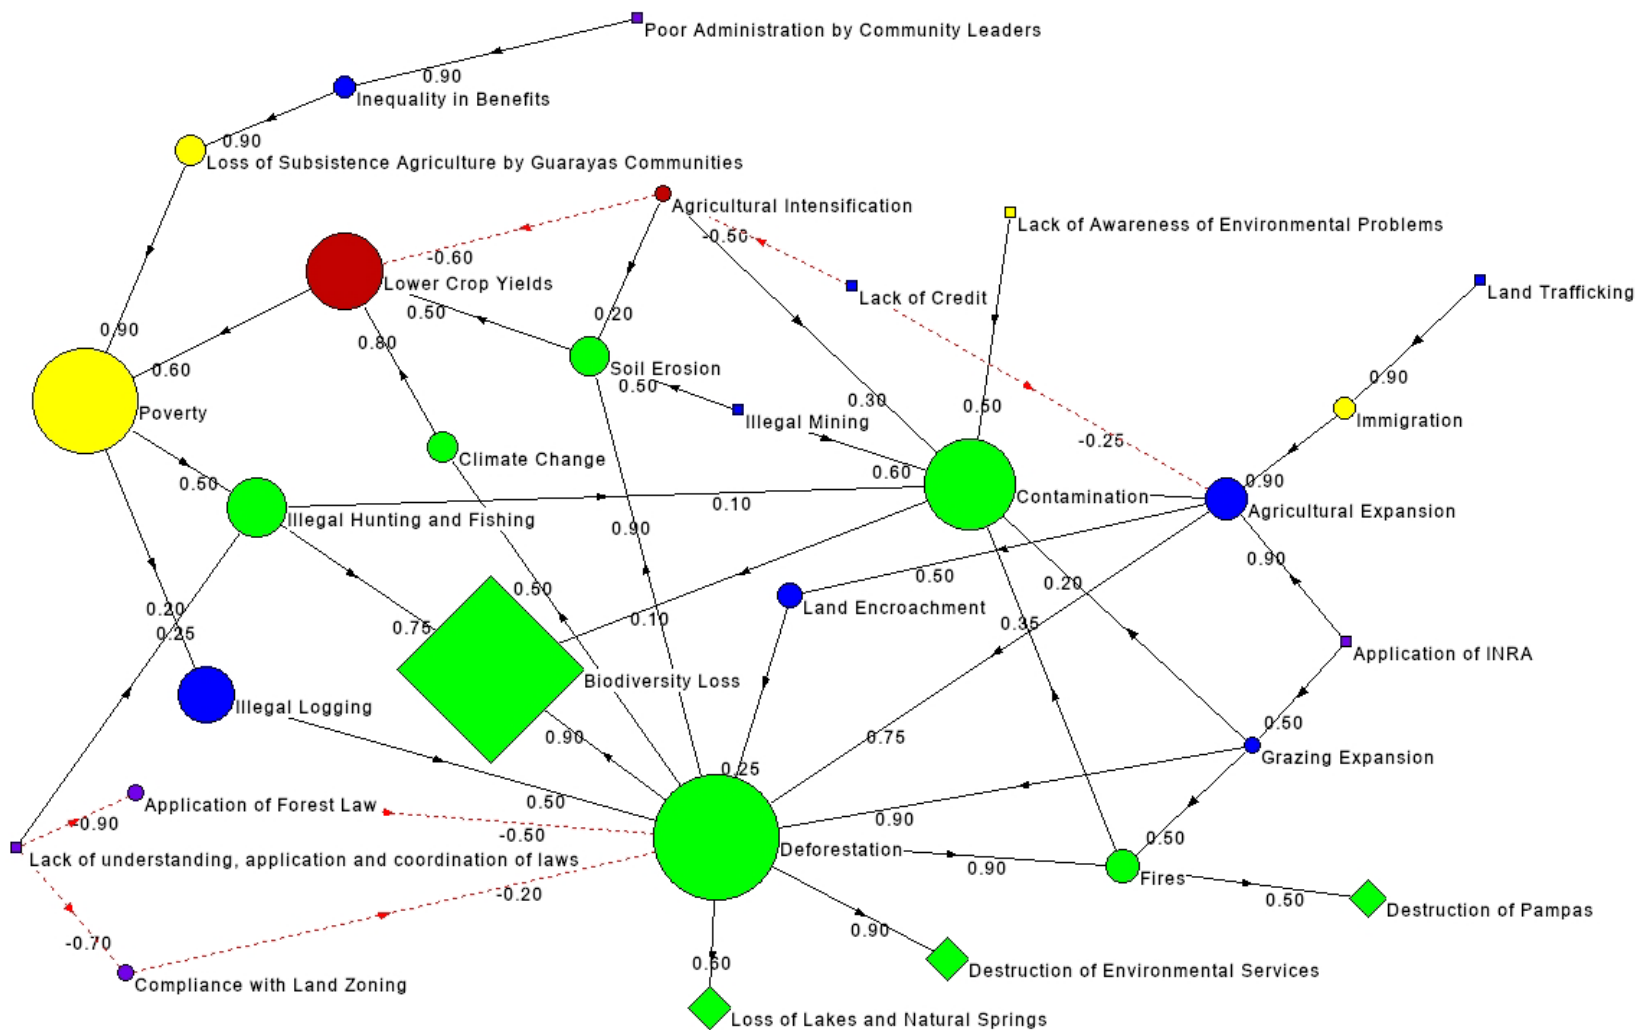 Poor Administration by Community Leaders
0.90
Inequality in Benefits
0.90
Loss of Subsistence Agriculture by Guarayas Communities
Agricultural Intensification
Lack of Awareness of Environmental Problems
-0.50
-0.60
Lower Crop Yields
Lack of Credit
Land Trafficking
0.50
0.20
0.90
0.80
0.60
Soil Erosion
0.50
0.90
Poverty
0.30
0.50
Illegal Mining
Immigration
-0.25
Climate Change
0.60
0.50
0.90
Contamination
0.10
Agricultural Expansion
Illegal Hunting and Fishing
0.90
0.90
0.50
0.50
0.20
Land Encroachment
0.20
0.10
0.35
0.25
0.75
Application of INRA
Biodiversity Loss
Illegal Logging
0.50
0.90
0.75
Grazing Expansion
0.25
Application of Forest Law
0.50
-0.90
-0.50
0.90
0.50
Deforestation
Lack of understanding, application and coordination of laws
0.90
Fires
-0.20
0.50
Destruction of Pampas
0.90
-0.70
0.60
Destruction of Environmental Services
Compliance with Land Zoning
Loss of Lakes and Natural Springs